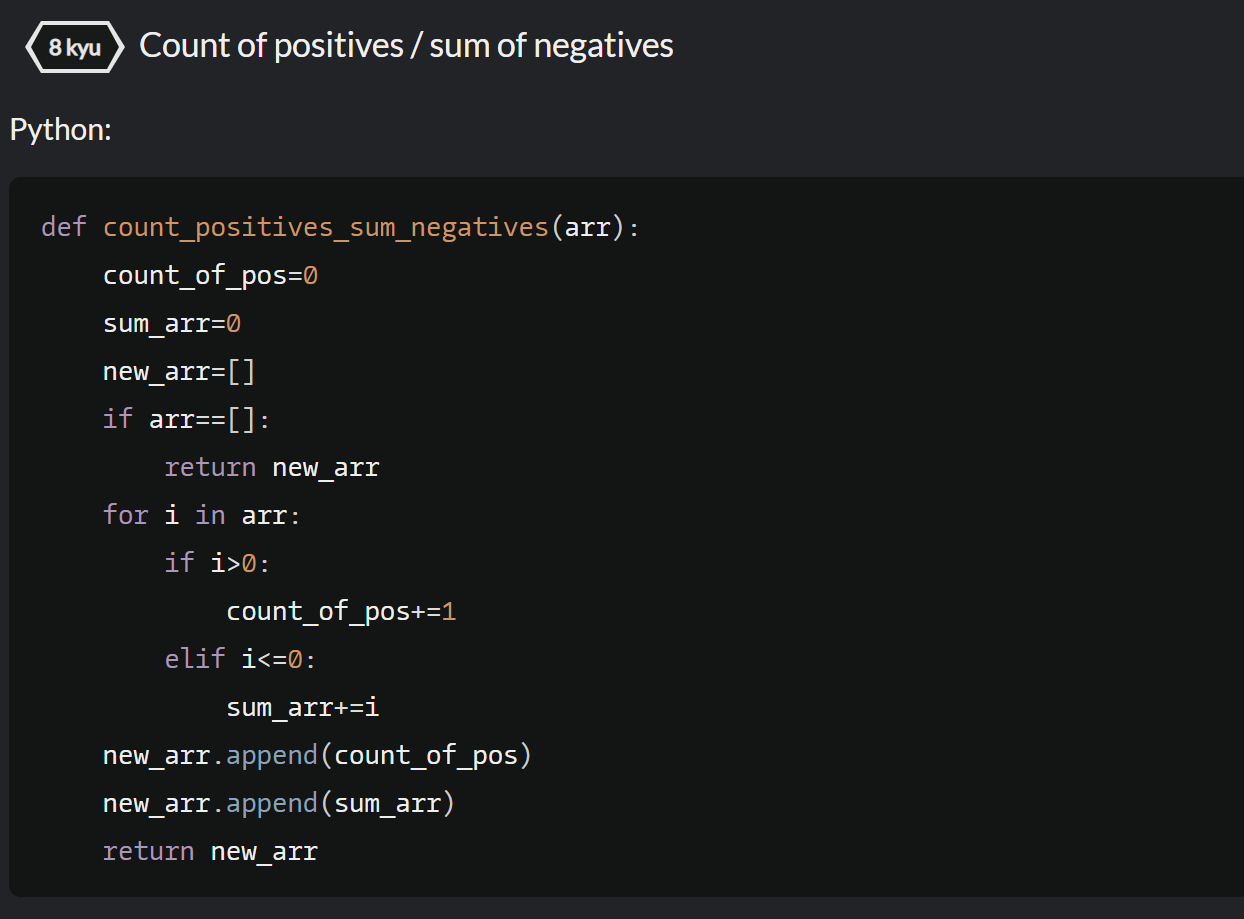 8 kyu Count of positives / sum of negatives
Python:
def count_positives_sum_negatives(arr):
    count_of_pos=0
    sum_arr=0
    new_arr=[]
    if arr==[]:
        return new_arr
    for i in arr:
        if i>0:
            count_of_pos+=1
        elif i<=0:
            sum_arr+=i
    new_arr.append(count_of_pos)
    new_arr.append(sum_arr)
    return new_arr